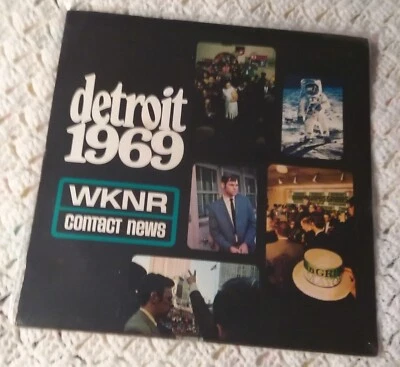 detroit
1969
WKNR
contact news